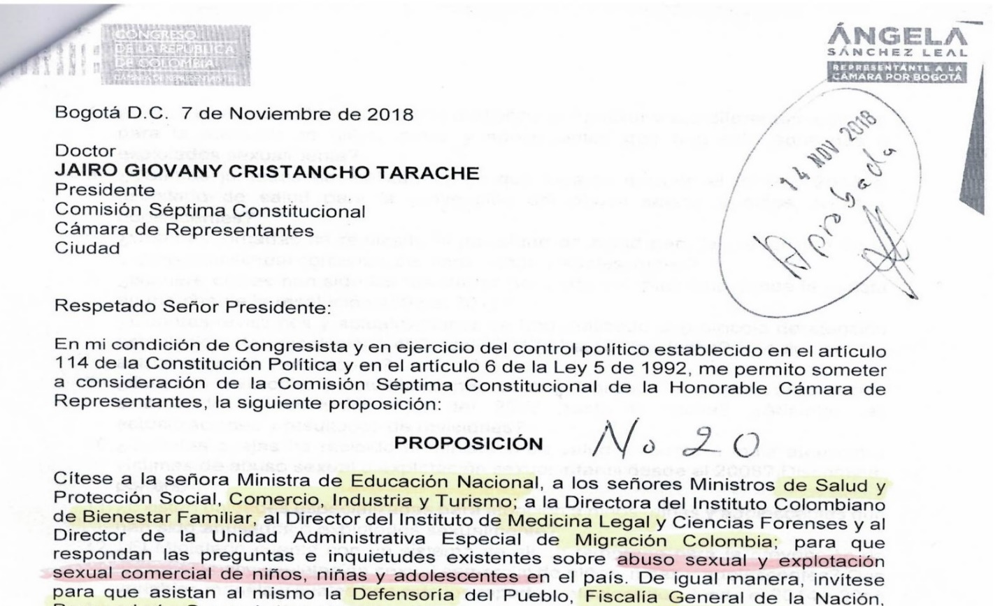 CONGRESO
DE LA REPÚBLICA
DE COLOMBIA
ÁNGELA
SÁNCHEZ LEAL
REPRESENTANTE A LA
CÁMARA POR BOGOTÁ
Bogotá D.C. 7 de Noviembre de 2018
14 NOV 2018
Aprobada
Doctor
JAIRO GIOVANY CRISTANCHO TARACHE
Presidente
Comisión Séptima Constitucional
Cámara de Representantes
Ciudad
Respetado Señor Presidente:
En mi condición de Congresista y en ejercicio del control político establecido en el artículo
114 de la Constitución Política y en el artículo 6 de la Ley 5 de 1992, me permito someter
a consideración de la Comisión Séptima Constitucional de la Honorable Cámara de
Representantes, la siguiente proposición:
PROPOSICIÓN No 20
Cítese a la señora Ministra de Educación Nacional, a los señores Ministros de Salud y
Protección Social, Comercio, Industria y Turismo; a la Directora del Instituto Colombiano
de Bienestar Familiar, al Director del Instituto de Medicina Legal y Ciencias Forenses y al
Director de la Unidad Administrativa Especial de Migración Colombia; para que
respondan las preguntas e inquietudes existentes sobre abuso sexual y explotación
sexual comercial de niños, niñas y adolescentes en el país. De igual manera, invítese
para que asistan al mismo la Defensoría del Pueblo, Fiscalía General de la Nación,